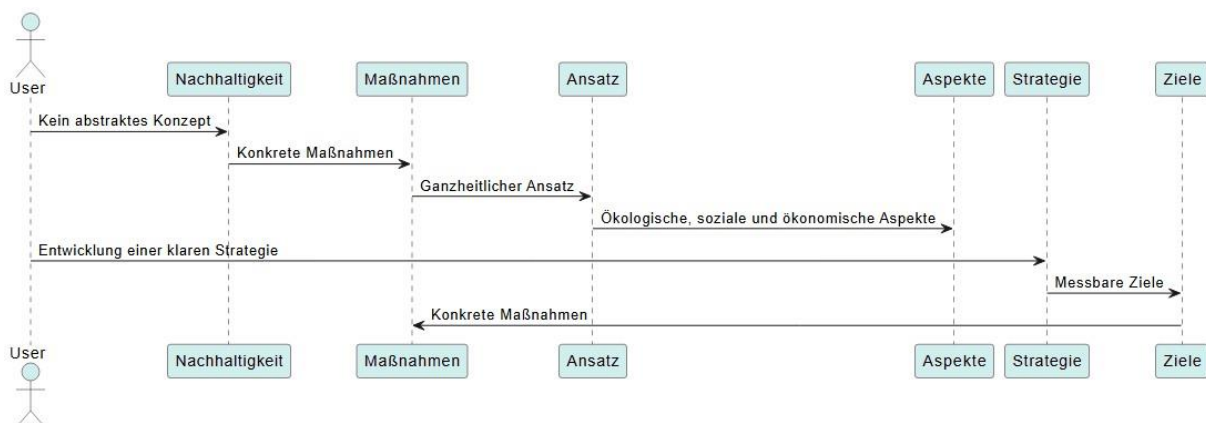 User
Nachhaltigkeit
Maßnahmen
Ansatz
Aspekte
Strategie
Ziele
Kein abstraktes Konzept
Konkrete Maßnahmen
Ganzheitlicher Ansatz
Ökologische, soziale und ökonomische Aspekte
Entwicklung einer klaren Strategie
Messbare Ziele
Konkrete Maßnahmen
User
Nachhaltigkeit
Maßnahmen
Ansatz
Aspekte
Strategie
Ziele